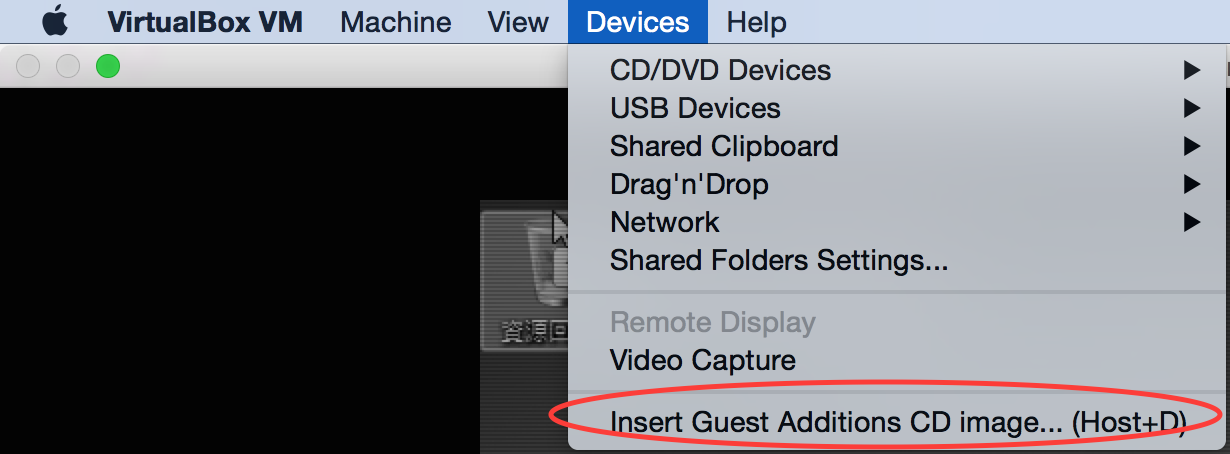 VirtualBox VM Machine View Devices Help
CD/DVD Devices
USB Devices
Shared Clipboard
Drag'n'Drop
Network
Shared Folders Settings...
資源回
Remote Display
Video Capture
Insert Guest Additions CD image... (Host+D)